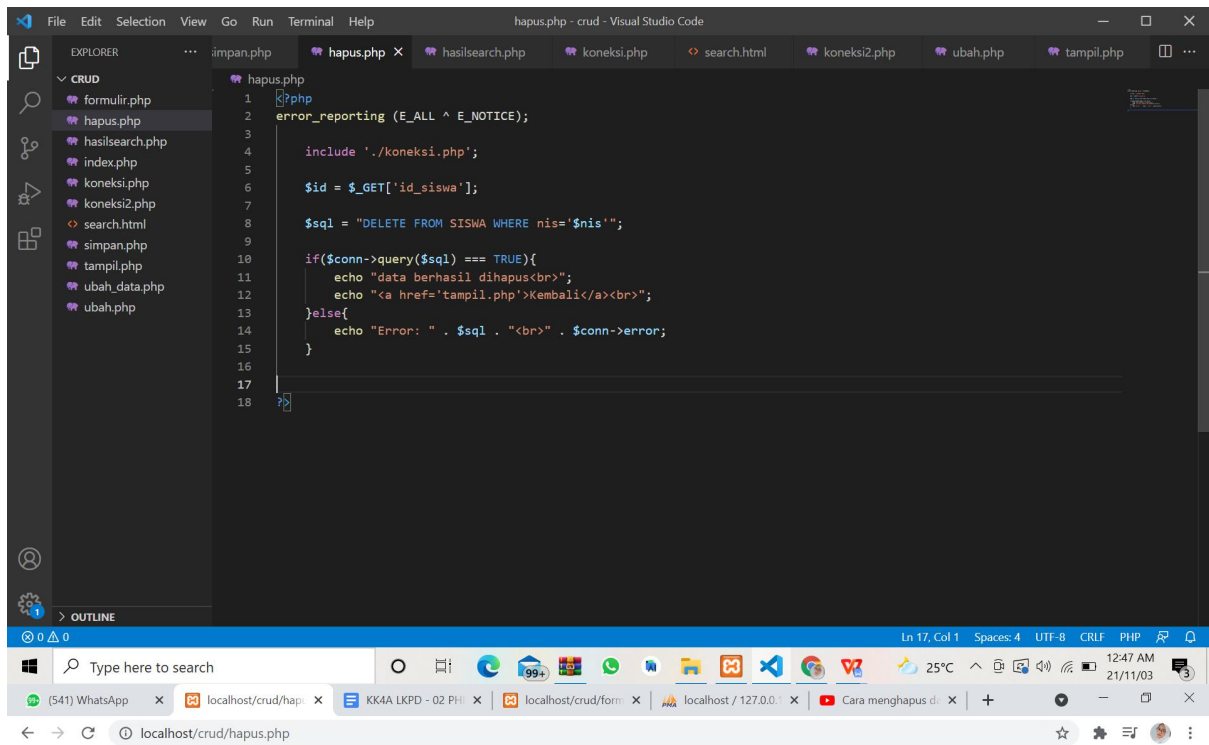 File Edit Selection View Go Run Terminal Help hapus.php - crud - Visual Studio Code
EXPLORER ... impan.php hapus.php hasilsearch.php koneksi.php search.html koneksi2.php ubah.php tampil.php ...
CRUD
formulir.php
hapus.php
hasilsearch.php
index.php
koneksi.php
koneksi2.php
search.html
simpan.php
tampil.php
ubah_data.php
ubah.php
OUTLINE
hapus.php
1 <?php
2 error_reporting (E_ALL ^ E_NOTICE);
3
4 include './koneksi.php';
5
6 $id = $_GET['id_siswa'];
7
8 $sql = "DELETE FROM SISWA WHERE nis='$nis'";
9
10 if($conn->query($sql) === TRUE){
11 echo "data berhasil dihapus<br>";
12 echo "<a href='tampil.php'>Kembali</a><br>";
13 }else{
14 echo "Error: " . $sql . "<br>" . $conn->error;
15 }
16
17
18 ?>
1
0 0 Ln 17, Col 1 Spaces: 4 UTF-8 CRLF PHP
Type here to search 99+ 25°C 12:47 AM
21/11/03 3
99+ (541) WhatsApp localhost/crud/hap KK4A LKPD - 02 PH localhost/crud/form localhost / 127.0.0.1 Cara menghapus d
localhost/crud/hapus.php